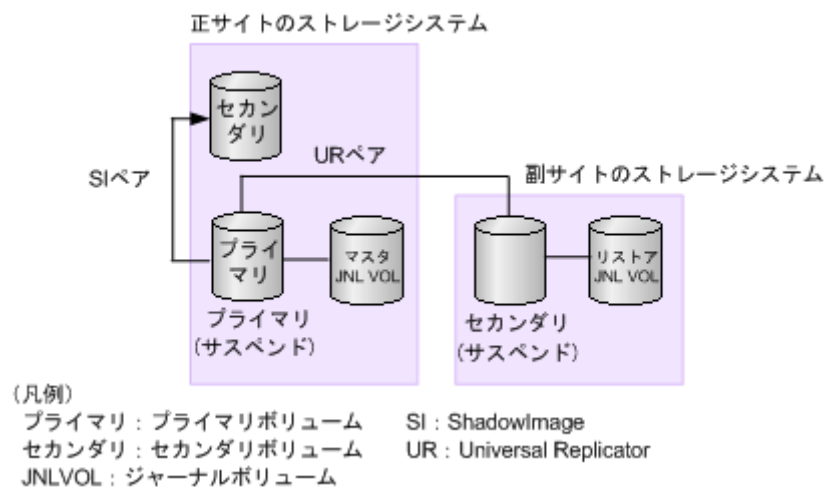 正サイトのストレージシステム
セカン
ダリ
URペア
SIペア
副サイトのストレージシステム
プライ
マリ
マスタ
JNL VOL
リストア
JNL VOL
プライマリ
(サスペンド)
セカンダリ
(サスペンド)
(凡例)
プライマリ：プライマリボリューム
SI：ShadowImage
セカンダリ：セカンダリボリューム
UR：Universal Replicator
JNLVOL：ジャーナルボリューム